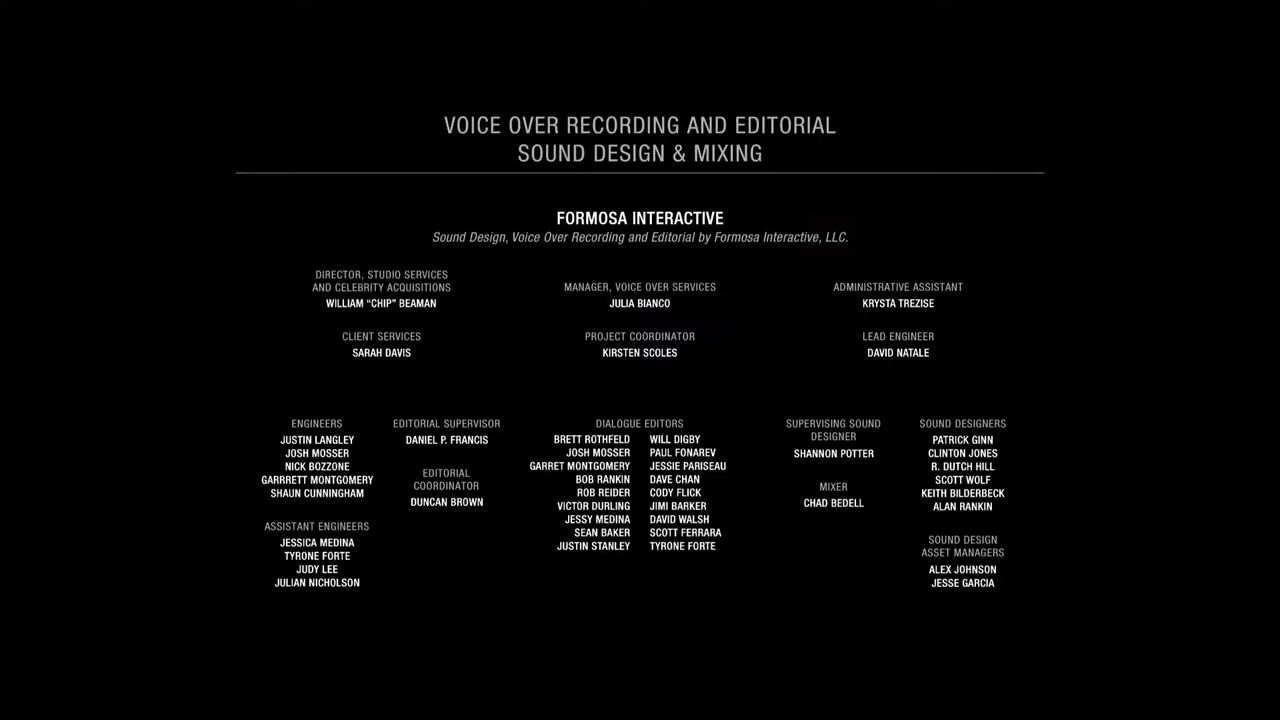 VOICE OVER RECORDING AND EDITORIAL
SOUND DESIGN & MIXING
FORMOSA INTERACTIVE
Sound Design, Voice Over Recording and Editorial by Formosa Interactive, LLC.
DIRECTOR, STUDIO SERVICES
AND CELEBRITY ACQUISITIONS
WILLIAM “CHIP” BEAMAN
MANAGER, VOICE OVER SERVICES
JULIA BIANCO
ADMINISTRATIVE ASSISTANT
KRYSTA TREZISE
CLIENT SERVICES
SARAH DAVIS
PROJECT COORDINATOR
KIRSTEN SCOLES
LEAD ENGINEER
DAVID NATALE
ENGINEERS
JUSTIN LANGLEY
JOSH MOSSER
NICK BOZZONE
GARRRETT MONTGOMERY
SHAUN CUNNINGHAM
ASSISTANT ENGINEERS
JESSICA MEDINA
TYRONE FORTE
JUDY LEE
JULIAN NICHOLSON
EDITORIAL SUPERVISOR
DANIEL P. FRANCIS
EDITORIAL
COORDINATOR
DUNCAN BROWN
DIALOGUE EDITORS
BRETT ROTHFELD
JOSH MOSSER
GARRET MONTGOMERY
BOB RANKIN
ROB REIDER
VICTOR DURLING
JESSY MEDINA
SEAN BAKER
JUSTIN STANLEY
WILL DIGBY
PAUL FONAREV
JESSIE PARISEAU
DAVE CHAN
CODY FLICK
JIMI BARKER
DAVID WALSH
SCOTT FERRARA
TYRONE FORTE
SUPERVISING SOUND
DESIGNER
SHANNON POTTER
MIXER
CHAD BEDELL
SOUND DESIGNERS
PATRICK GINN
CLINTON JONES
R. DUTCH HILL
SCOTT WOLF
KEITH BILDERBECK
ALAN RANKIN
SOUND DESIGN
ASSET MANAGERS
ALEX JOHNSON
JESSE GARCIA